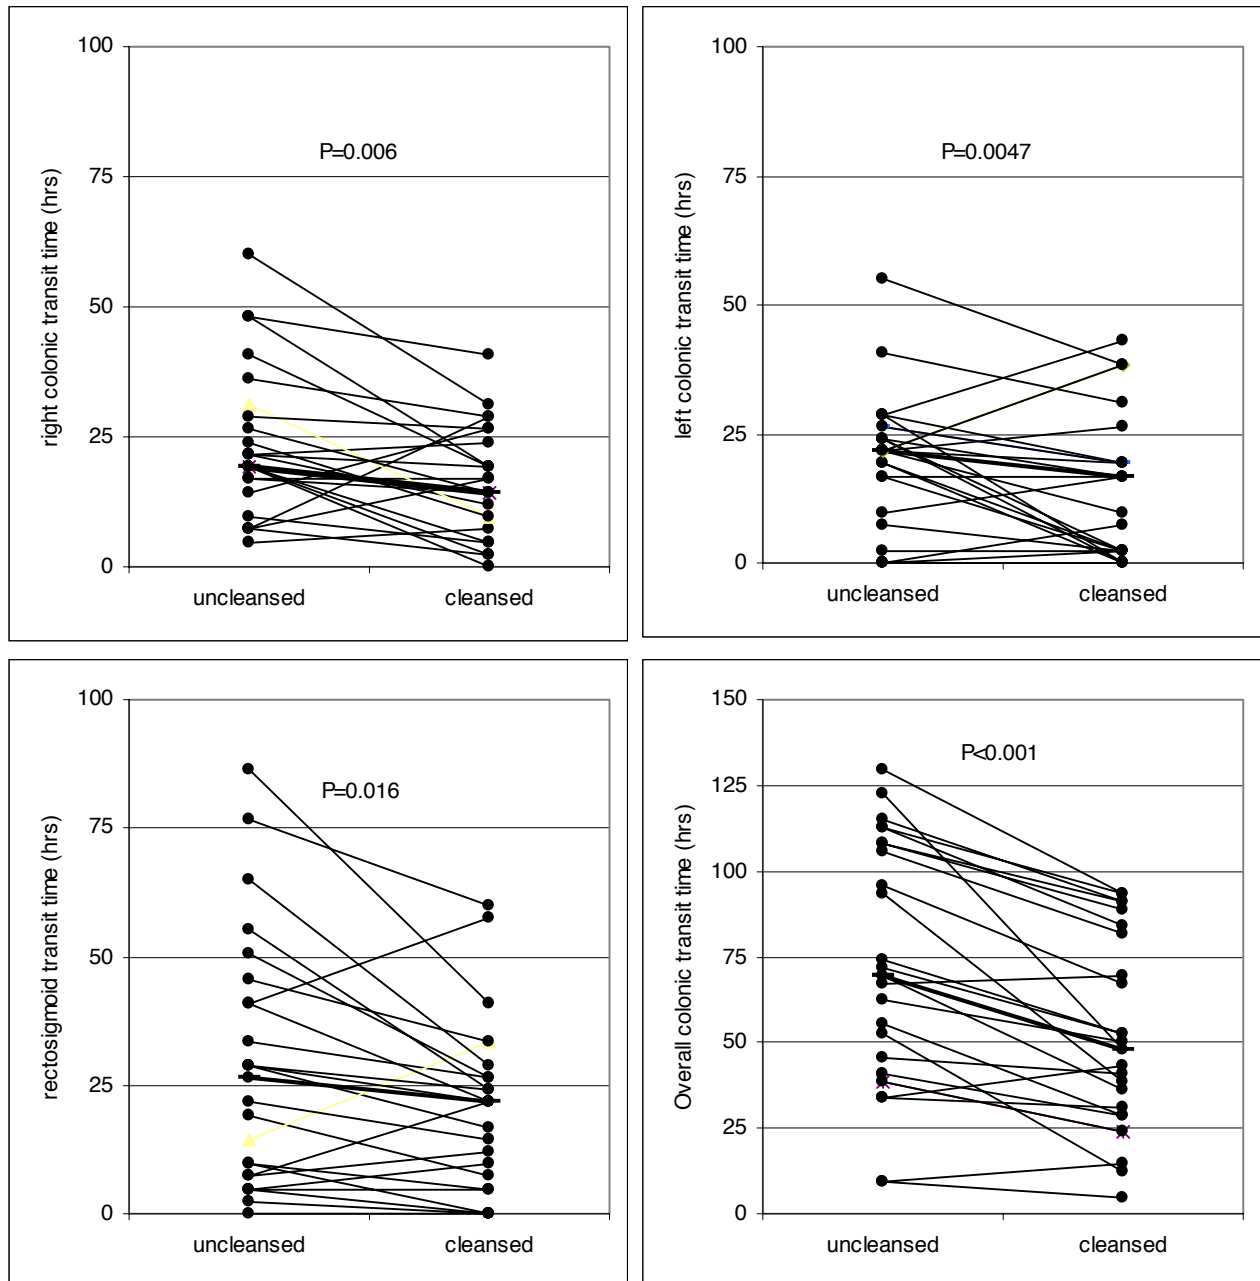 100
75
50
25
0
right colonic transit time (hrs)
P=0.006
uncleansed
cleansed
100
75
50
25
0
left colonic transit time (hrs)
P=0.0047
uncleansed
cleansed
100
75
50
25
0
rectosigmoid transit time (hrs)
P=0.016
uncleansed
cleansed
150
125
100
75
50
25
0
Overall colonic transit time (hrs)
P<0.001
uncleansed
cleansed